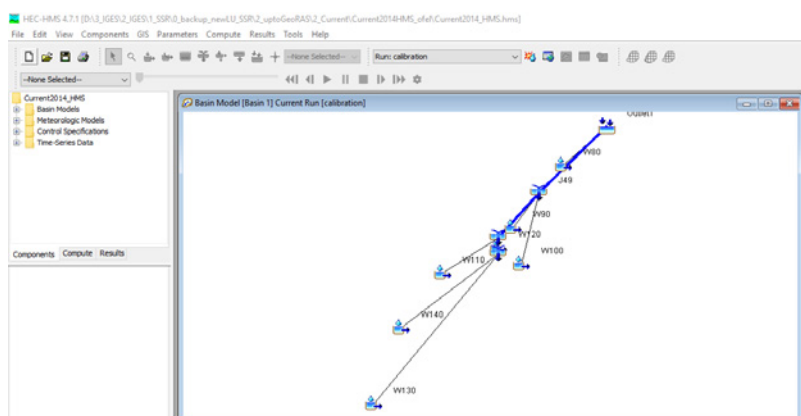 HEC-HMS 4.7.1 [D:\3_IGES\2_IGES\1_SSR\0_backup_newLU_SSR\2_uptoGeoRAS\2_Current\Current2014HMS_ofef\Current2014_HMS.hms]
File Edit View Components GIS Parameters Compute Results Tools Help
--None Selected-- Run: calibration
--None Selected--
Current2014_HMS
Basin Models
Meteorologic Models
Control Specifications
Time-Series Data
Components Compute Results
Basin Model [Basin 1] Current Run [calibration]
Outlet1
W80
J49
W90
W120
W100
W110
W140
W130